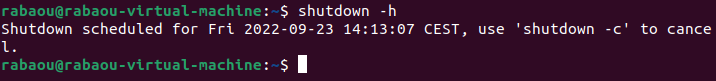 rabaou@rabaou-virtual-machine:~$ shutdown -h
Shutdown scheduled for Fri 2022-09-23 14:13:07 CEST, use 'shutdown -c' to cance
l.
rabaou@rabaou-virtual-machine:~$